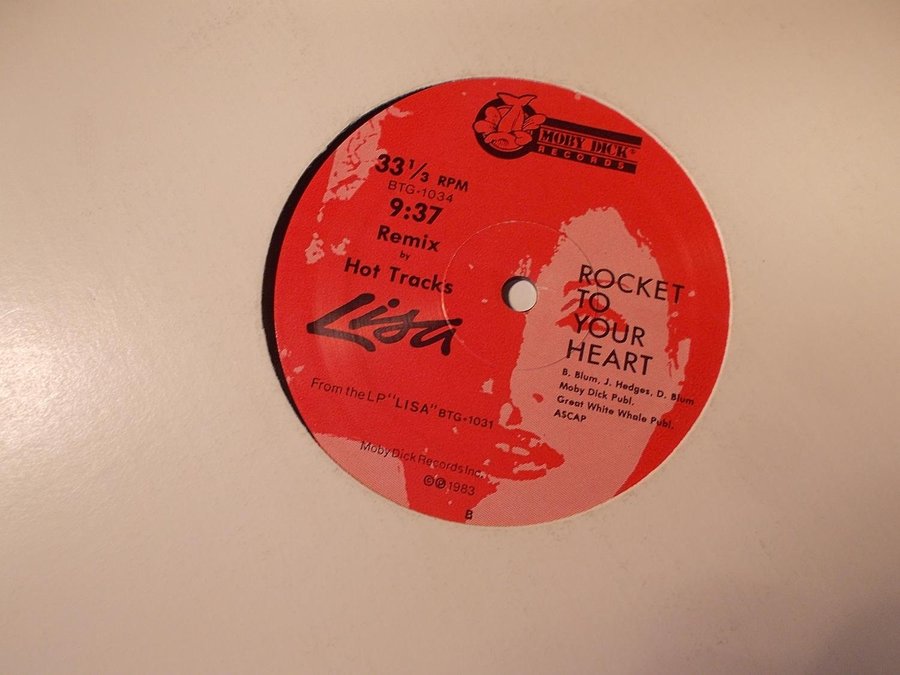 MOBY DICK®
RECORDS
33 1/3 RPM
BTG-1034
9:37
Remix
by
Hot Tracks
Lisa
ROCKET
TO
YOUR
HEART
B. Blum, J. Hedges, D. Blum
Moby Dick Publ.
Great White Whale Publ.
ASCAP
From the LP "LISA" BTG-1031
Moby Dick Records Inc.
©℗ 1983
B